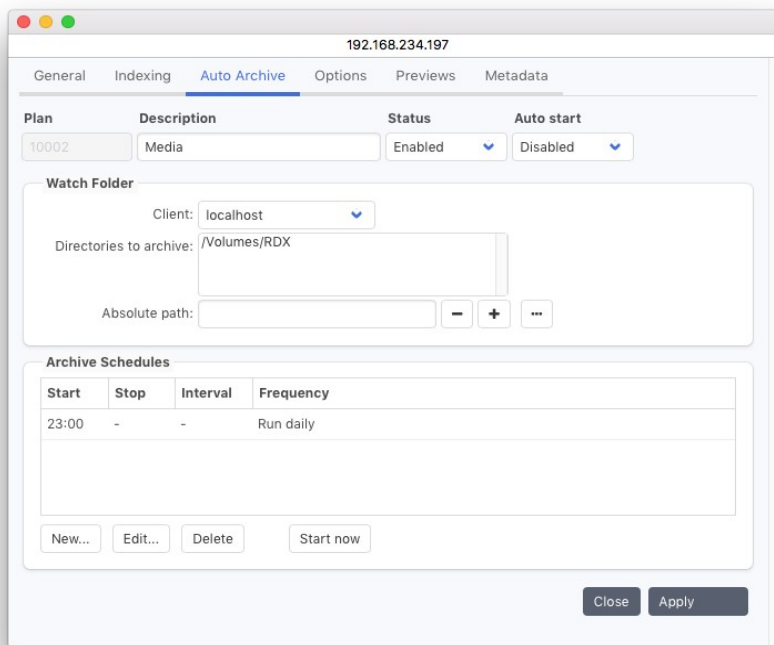 192.168.234.197
General Indexing Auto Archive Options Previews Metadata
Plan Description Status Auto start
10002 Media Enabled Disabled
Watch Folder
Client: localhost
Directories to archive: /Volumes/RDX
Absolute path:
Archive Schedules
Start Stop Interval Frequency
23:00 - - Run daily
New... Edit... Delete Start now
Close Apply